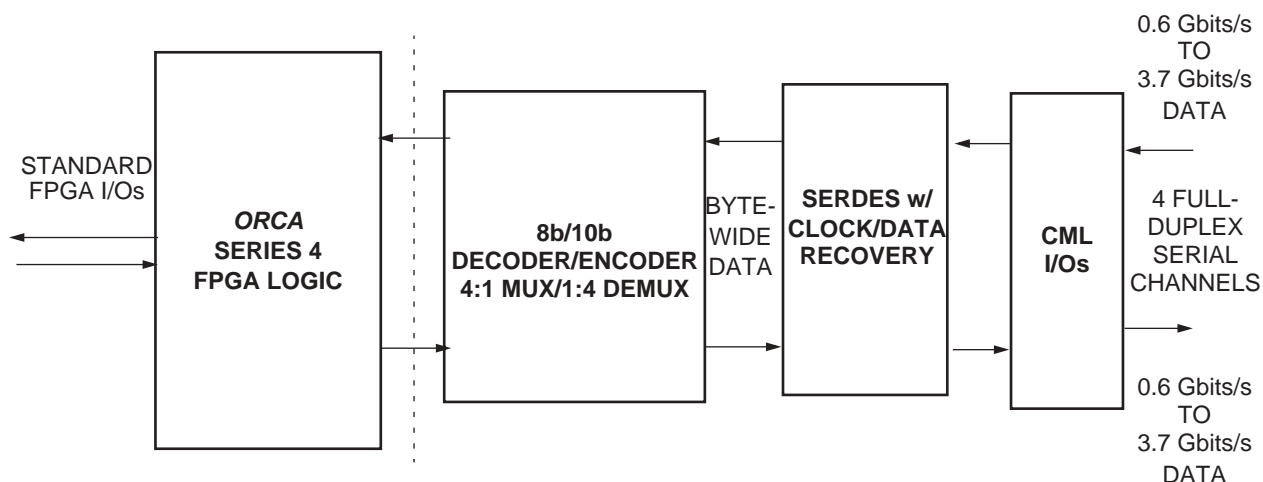 STANDARD
FPGA I/Os
ORCA
SERIES 4
FPGA LOGIC
8b/10b
DECODER/ENCODER
4:1 MUX/1:4 DEMUX
BYTE-
WIDE
DATA
SERDES w/
CLOCK/DATA
RECOVERY
CML
I/Os
0.6 Gbits/s
TO
3.7 Gbits/s
DATA
4 FULL-
DUPLEX
SERIAL
CHANNELS
0.6 Gbits/s
TO
3.7 Gbits/s
DATA